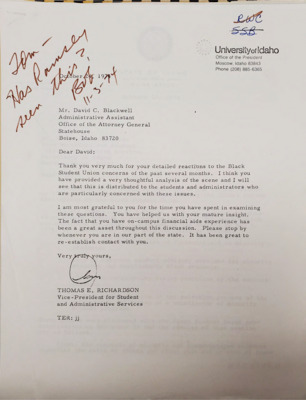 RWC
SSB
University of Idaho
Office of the President
Moscow, Idaho 83843
Phone (208) 885-6365
Tom—
Has Ramsey
seen this?
Bob
11-3-74
Mr. David C. Blackwell
Administrative Assistant
Office of the Attorney General
Statehouse
Boise, Idaho 83720
Dear David:
Thank you very much for your detailed reactions to the Black
Student Union concerns of the past several months. I think you
have provided a very thoughtful analysis of the scene and I will
see that this is distributed to the students and administrators who
are particularly concerned with these issues.
I am most grateful to you for the time you have spent in examining
these questions. You have helped us with your mature insight.
The fact that you have on-campus financial aids experience has
been a great asset throughout this discussion. Please stop by
whenever you are in our part of the state. It has been great to
re-establish contact with you.
Very truly yours,
Tom
THOMAS E. RICHARDSON
Vice-President for Student
and Administrative Services
TER: jj